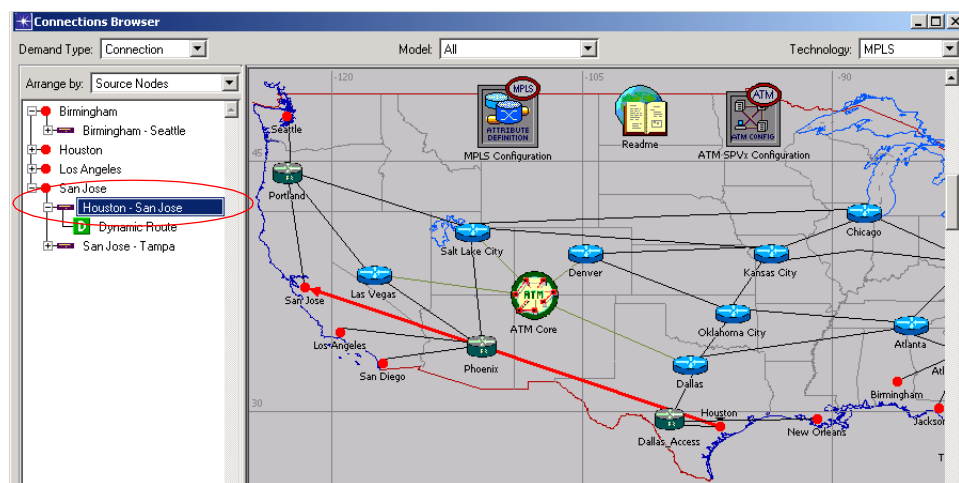 Connections Browser
Demand Type: Connection
Model: All
Technology: MPLS
Arrange by: Source Nodes
Birmingham
Birmingham - Seattle
Houston
Los Angeles
San Jose
Houston - San Jose
D Dynamic Route
San Jose - Tampa
-120
-105
-90
MPLS
ATM
ATTRIBUTE
DEFINITION
ATM CONFIG
MPLS Configuration
Readme
ATM SPVx Configuration
Seattle
45
Portland
Chicago
Salt Lake City
Denver
Kansas City
San Jose
Las Vegas
ATM
ATM Core
Oklahoma City
Los Angeles
Atlanta
Phoenix
San Diego
Dallas
Atl
Birmingham
30
Houston
Dallas_Access
New Orleans
Jackson
T